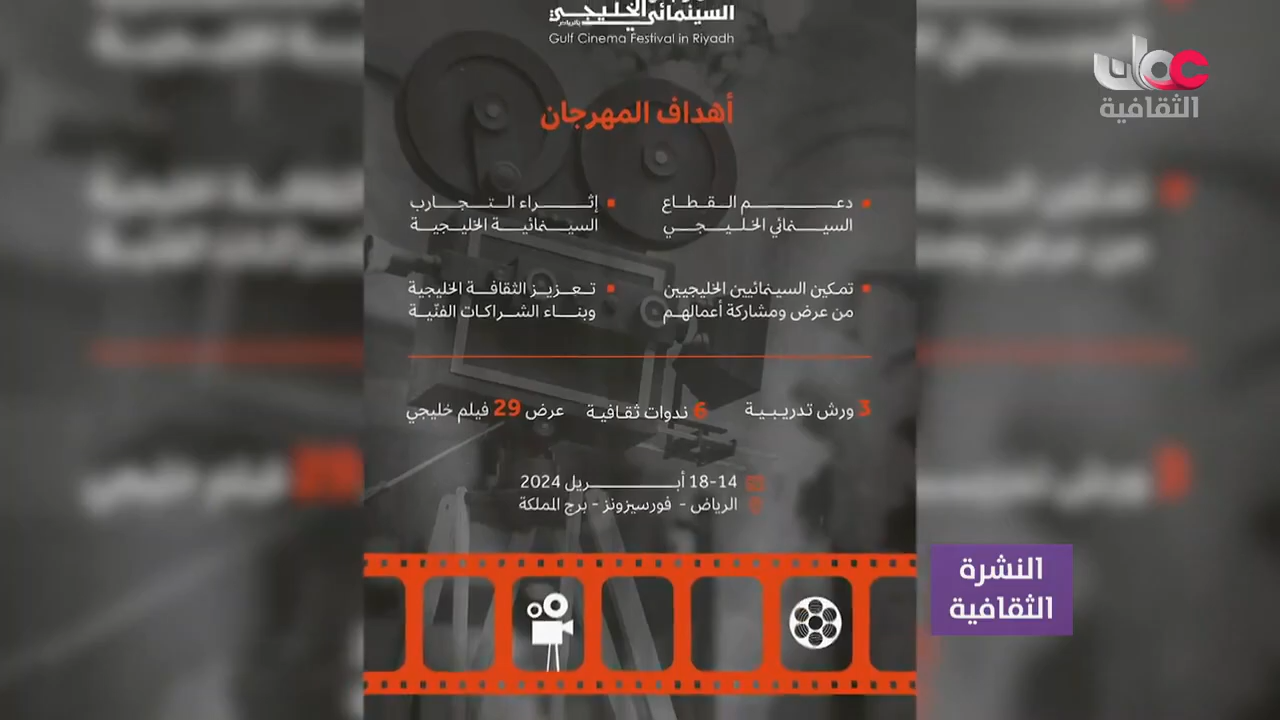 السينمائي الخليجي
Gulf Cinema Festival in Riyadh
الثقافية
أهداف المهرجان
دعم القطاع
السينمائي الخليجي
إثراء التجارب
السينمائية الخليجية
تمكين السينمائيين الخليجيين
من عرض ومشاركة أعمالهم
تعزيز الثقافة الخليجية
وبناء الشراكات الفنّية
3 ورش تدريبية
6 ندوات ثقافية
عرض 29 فيلم خليجي
14-18 أبريل 2024
الرياض - فورسيزونز - برج المملكة
النشرة
الثقافية